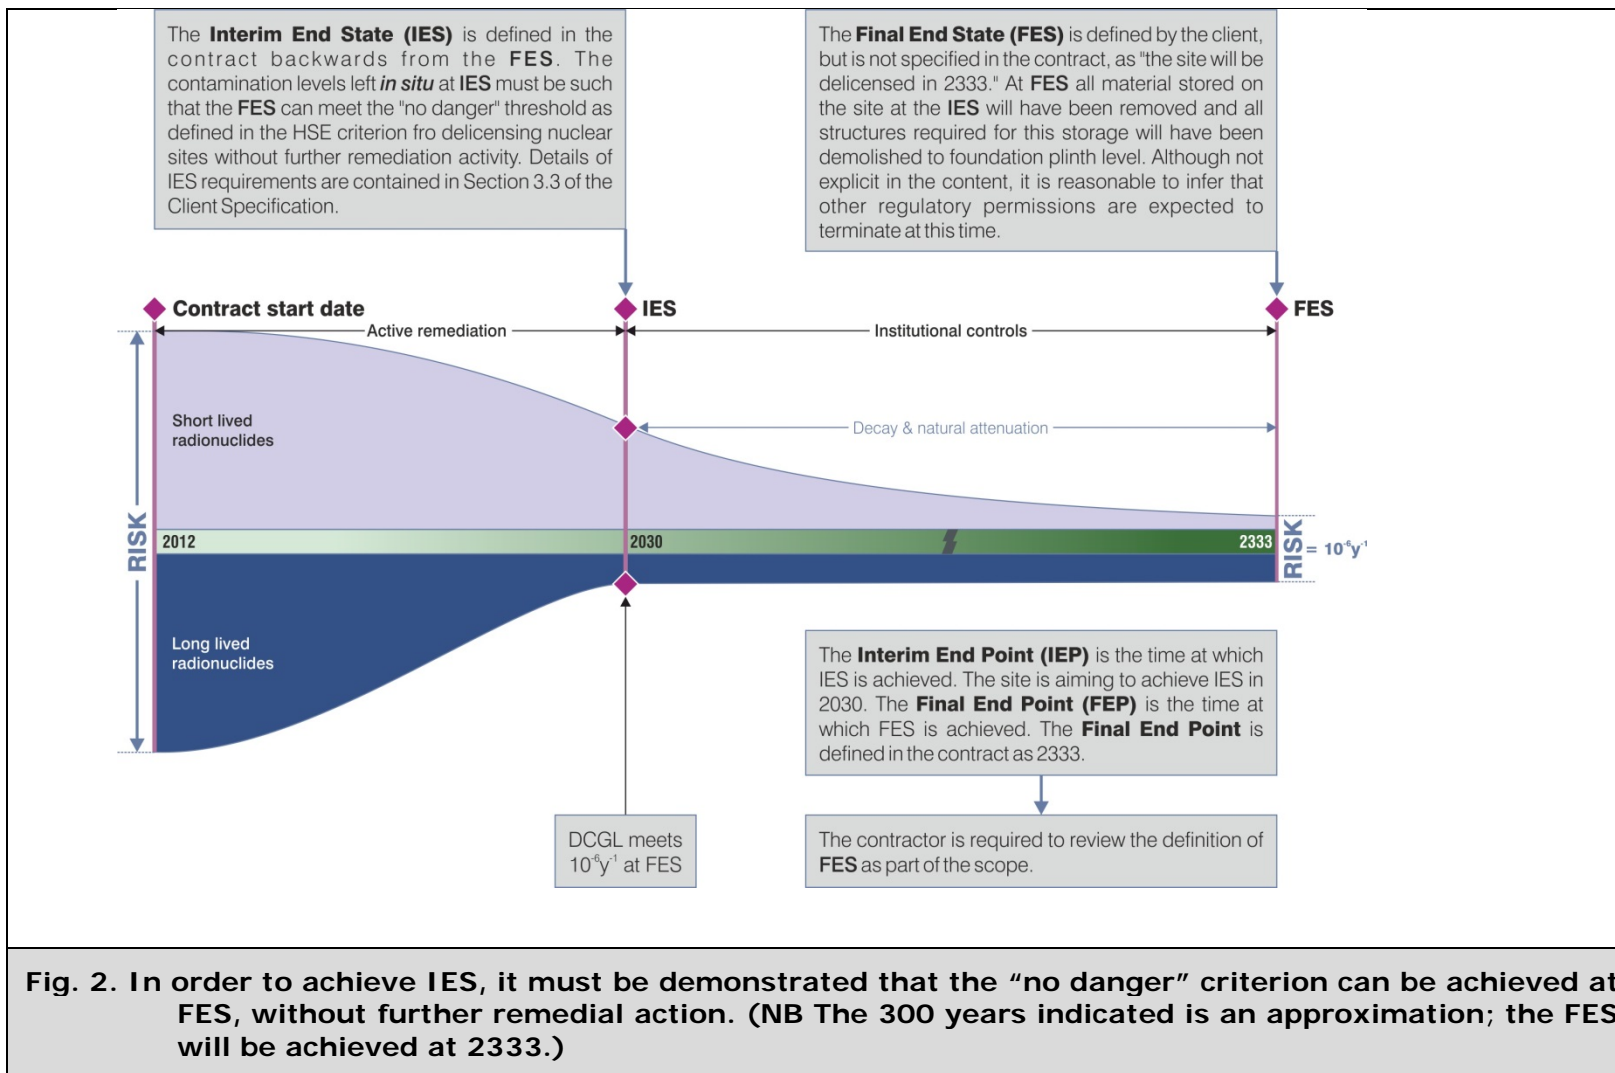 The Interim End State (IES) is defined in the
contract backwards from the FES. The
contamination levels left in situ at IES must be such
that the FES can meet the "no danger" threshold as
defined in the HSE criterion fro delicensing nuclear
sites without further remediation activity. Details of
IES requirements are contained in Section 3.3 of the
Client Specification.
The Final End State (FES) is defined by the client,
but is not specified in the contract, as "the site will be
delicensed in 2333." At FES all material stored on
the site at the IES will have been removed and all
structures required for this storage will have been
demolished to foundation plinth level. Although not
explicit in the content, it is reasonable to infer that
other regulatory permissions are expected to
terminate at this time.
Contract start date
IES
FES
Active remediation
Institutional controls
Short lived
radionuclides
Decay & natural attenuation
RISK
2012
2030
2333
RISK
= 10⁻⁶y⁻¹
Long lived
radionuclides
The Interim End Point (IEP) is the time at which
IES is achieved. The site is aiming to achieve IES in
2030. The Final End Point (FEP) is the time at
which FES is achieved. The Final End Point is
defined in the contract as 2333.
DCGL meets
10⁻⁶y⁻¹ at FES
The contractor is required to review the definition of
FES as part of the scope.
Fig. 2. In order to achieve IES, it must be demonstrated that the “no danger” criterion can be achieved at
FES, without further remedial action. (NB The 300 years indicated is an approximation; the FES
will be achieved at 2333.)